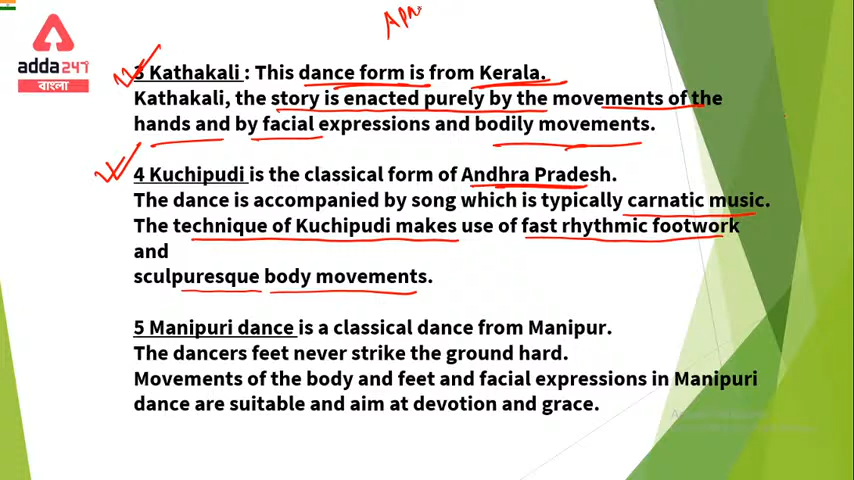 APM
adda247
বাংলা
3 Kathakali : This dance form is from Kerala.
Kathakali, the story is enacted purely by the movements of the
hands and by facial expressions and bodily movements.
4 Kuchipudi is the classical form of Andhra Pradesh.
The dance is accompanied by song which is typically carnatic music.
The technique of Kuchipudi makes use of fast rhythmic footwork
and
sculpuresque body movements.
5 Manipuri dance is a classical dance from Manipur.
The dancers feet never strike the ground hard.
Movements of the body and feet and facial expressions in Manipuri
dance are suitable and aim at devotion and grace.